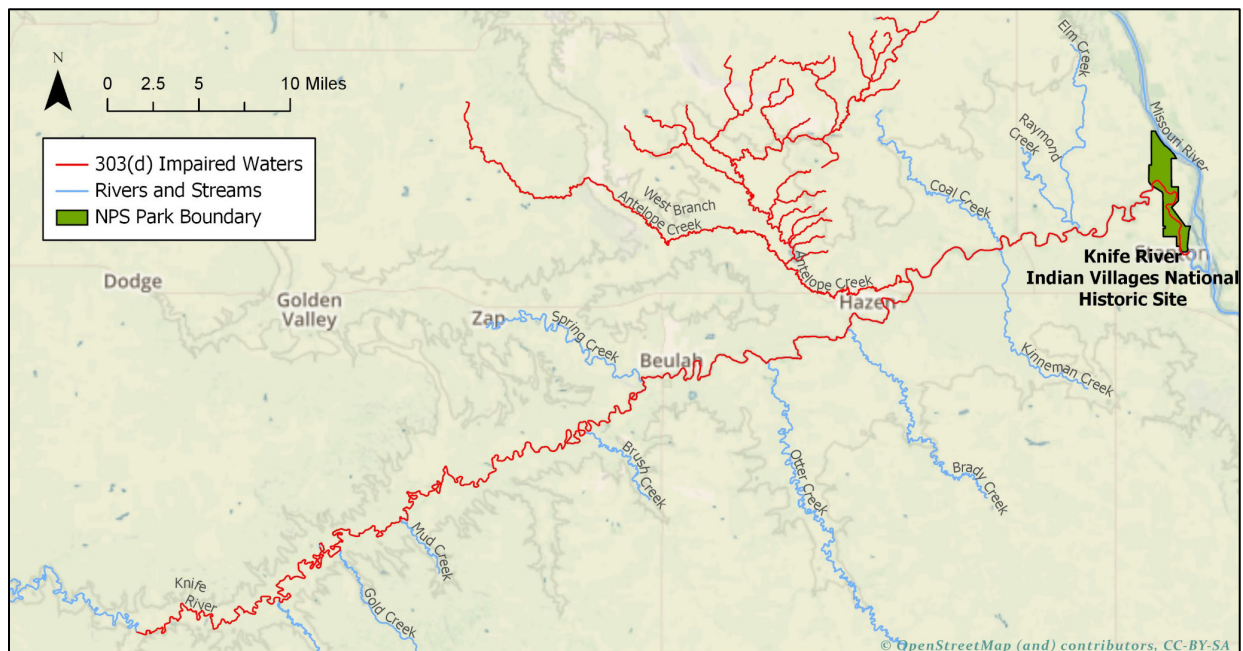 N
0 2.5 5 10 Miles
303(d) Impaired Waters
Rivers and Streams
NPS Park Boundary
Elm Creek
Raymond
Creek
Missouri River
Coal Creek
West Branch
Antelope Creek
Antelope Creek
Stanton
Knife River
Indian Villages National
Historic Site
Dodge
Golden
Valley
Zap
Hazen
Spring Creek
Beulah
Kinneman Creek
Brush Creek
Otter Creek
Brady Creek
Mud Creek
Knife
River
Gold Creek
© OpenStreetMap (and) contributors, CC-BY-SA